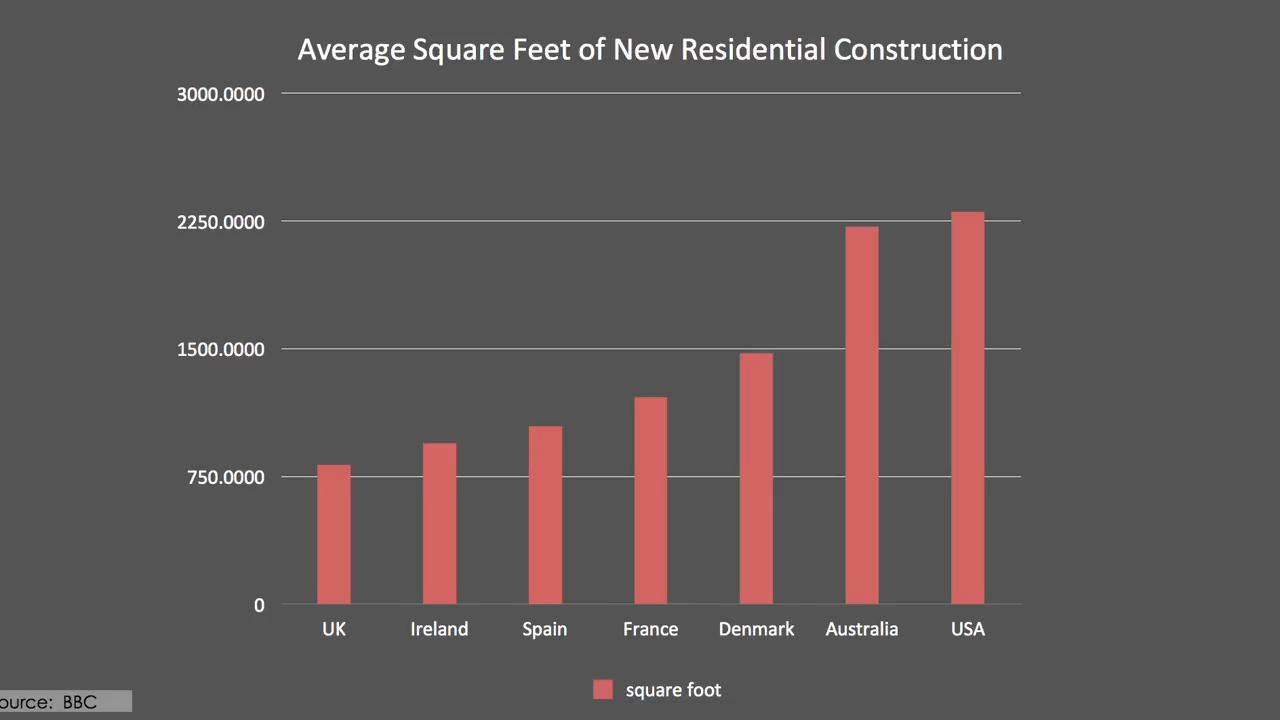 Average Square Feet of New Residential Construction
3000.0000
2250.0000
1500.0000
750.0000
0
UK Ireland Spain France Denmark Australia USA
square foot
ource: BBC